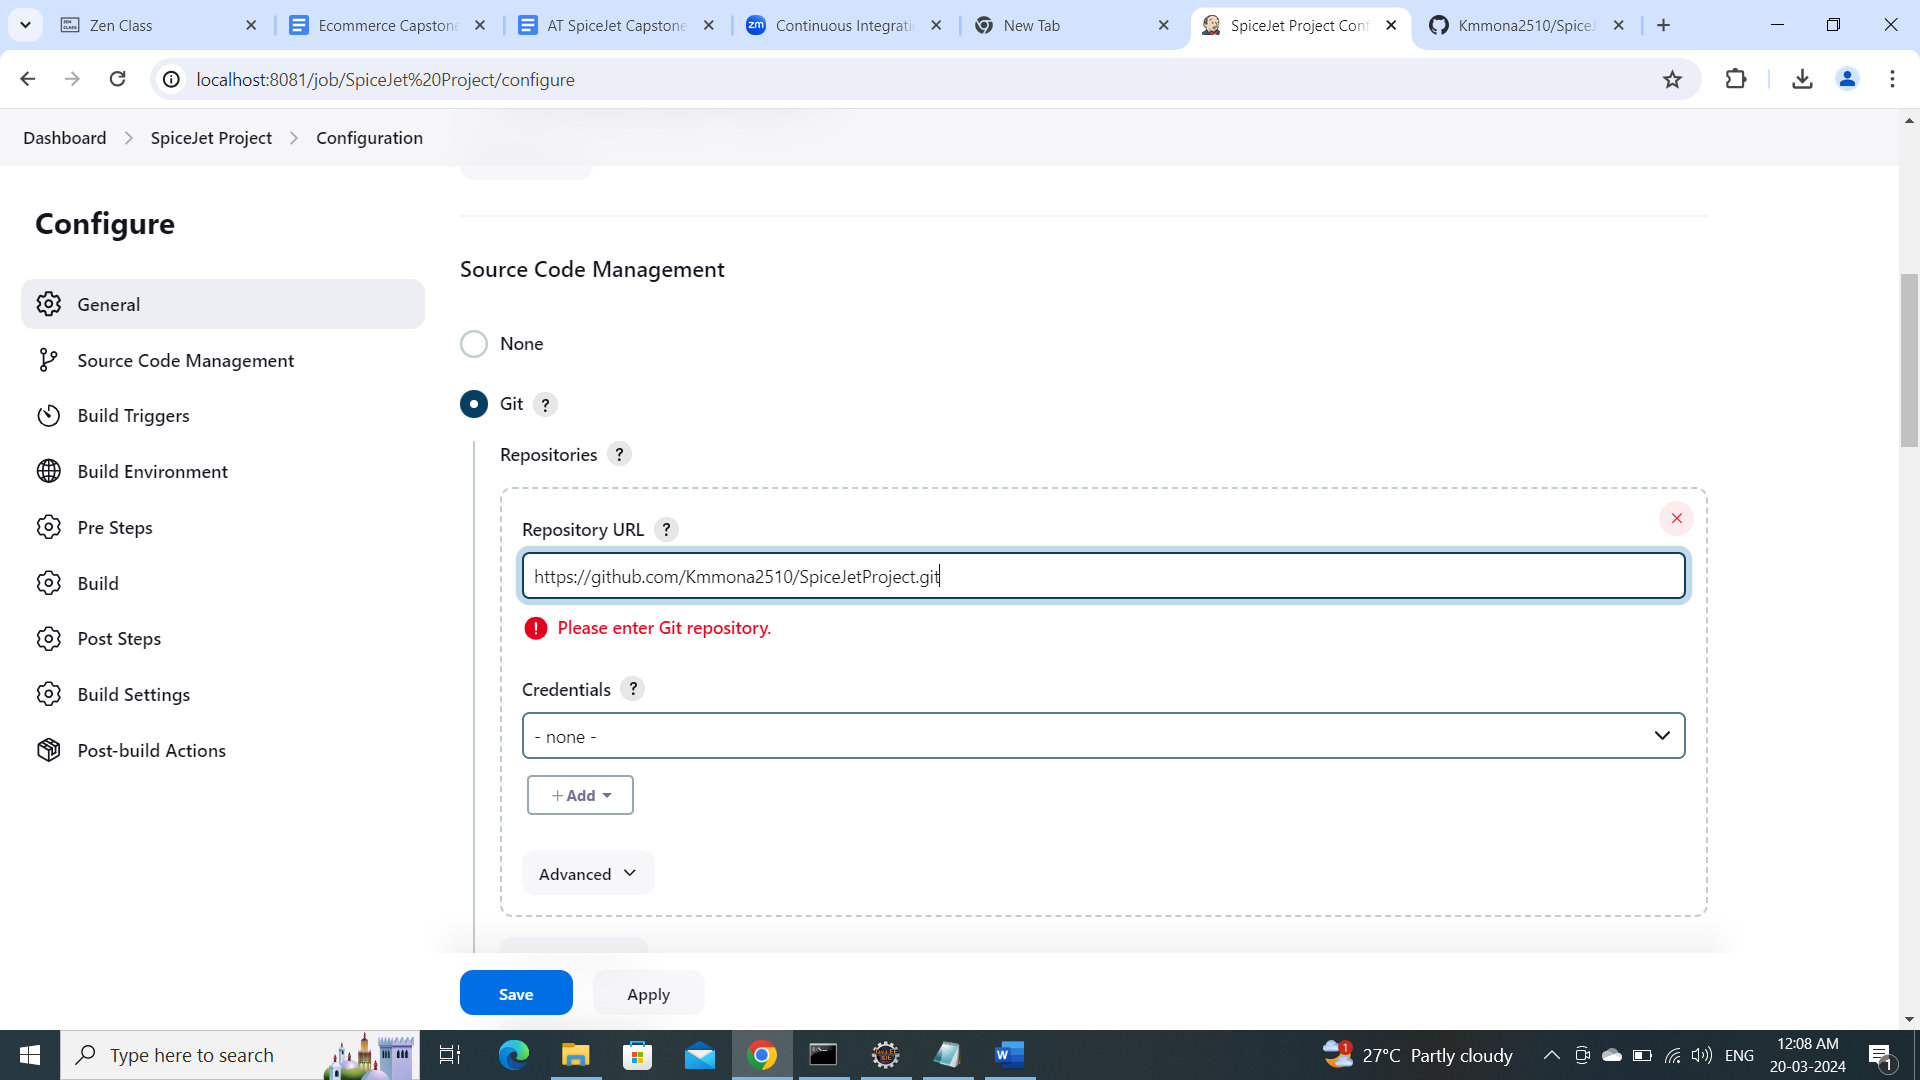 Zen Class
Ecommerce Capstone
AT SpiceJet Capstone
zm
Continuous Integrati
New Tab
SpiceJet Project Conf
Kmmona2510/SpiceJ
localhost:8081/job/SpiceJet%20Project/configure
Dashboard
SpiceJet Project
Configuration
Configure
General
Source Code Management
Build Triggers
Build Environment
Pre Steps
Build
Post Steps
Build Settings
Post-build Actions
Source Code Management
None
Git ?
Repositories ?
Repository URL ?
https://github.com/Kmmona2510/SpiceJetProject.git
! Please enter Git repository.
Credentials ?
- none -
+ Add
Advanced
Save
Apply
Type here to search
1
27°C Partly cloudy
ENG
12:08 AM
20-03-2024
1